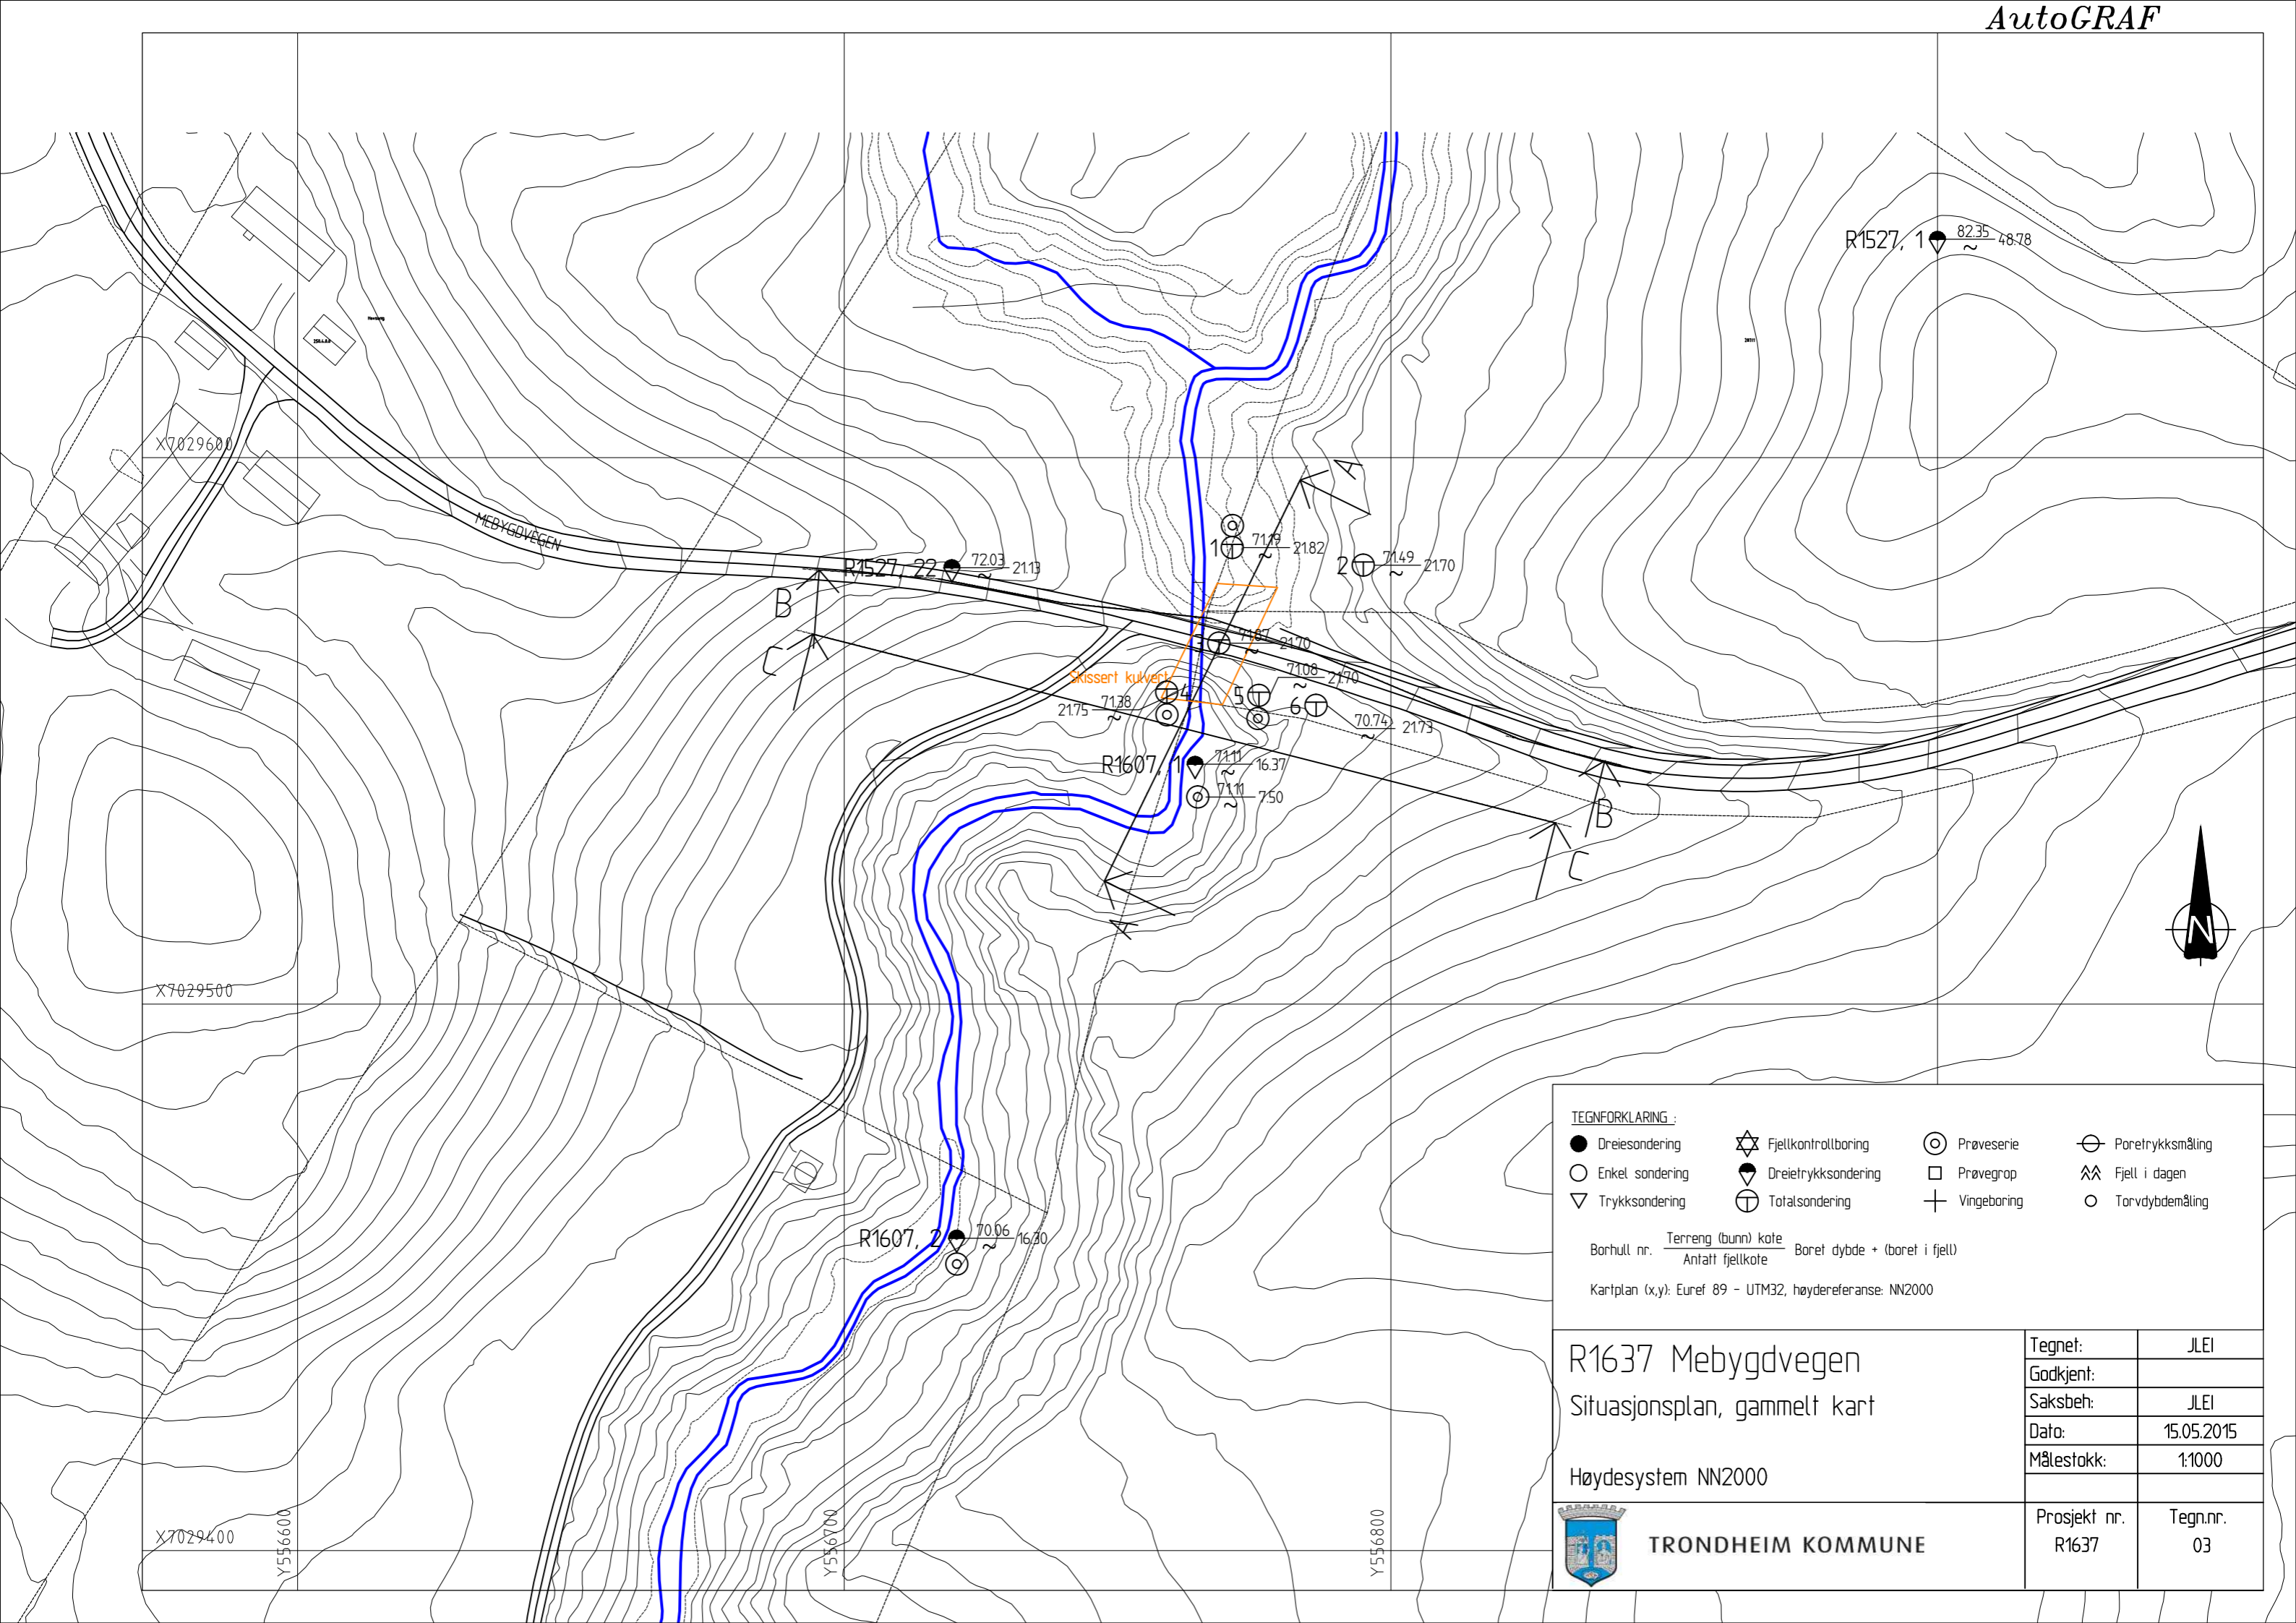 AutoGRAF
R1527, 1
82.35
~
48.78
X7029600
MEBYGDVEGEN
A
1
71.19
~
21.82
2
71.49
~
21.70
R1527, 22
72.03
~
21.13
B
C
3
71.87
~
21.70
Skissert kulvert
4
71.38
~
21.75
5
71.08
~
21.70
6
70.74
~
21.73
R1607, 1
71.11
~
16.37
71.11
~
7.50
B
C
A
N
X7029500
R1607, 2
70.06
~
16.30
X7029400
Y556600
Y556700
Y556800
TEGNFORKLARING :
Dreiesondering
Fjellkontrollboring
Prøveserie
Poretrykksmåling
Enkel sondering
Dreietrykksondering
Prøvegrop
Fjell i dagen
Trykksondering
Totalsondering
Vingeboring
Torvdybdemåling
Borhull nr.
Terreng (bunn) kote
Antatt fjellkote
Boret dybde + (boret i fjell)
Kartplan (x,y): Euref 89 - UTM32, høydereferanse: NN2000
R1637 Mebygdvegen
Situasjonsplan, gammelt kart
Høydesystem NN2000
Tegnet: JLEI
Godkjent:
Saksbeh: JLEI
Dato: 15.05.2015
Målestokk: 1:1000
TRONDHEIM KOMMUNE
Prosjekt nr.
R1637
Tegn.nr.
03